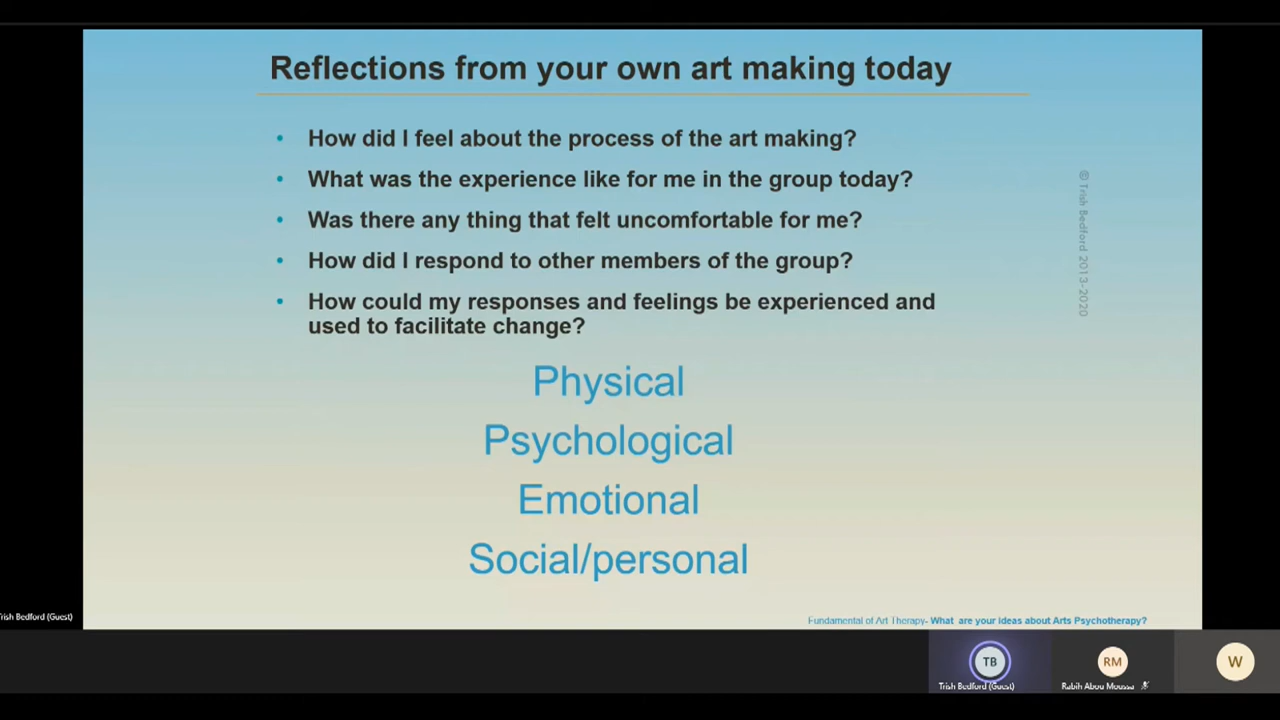 Reflections from your own art making today
• How did I feel about the process of the art making?
• What was the experience like for me in the group today?
• Was there any thing that felt uncomfortable for me?
• How did I respond to other members of the group?
• How could my responses and feelings be experienced and
used to facilitate change?
Physical
Psychological
Emotional
Social/personal
© Trish Bedford 2013-2020
Fundamental of Art Therapy- What are your ideas about Arts Psychotherapy?
Trish Bedford (Guest)
TB
Trish Bedford (Guest)
RM
Rabih Abou Moussa
W